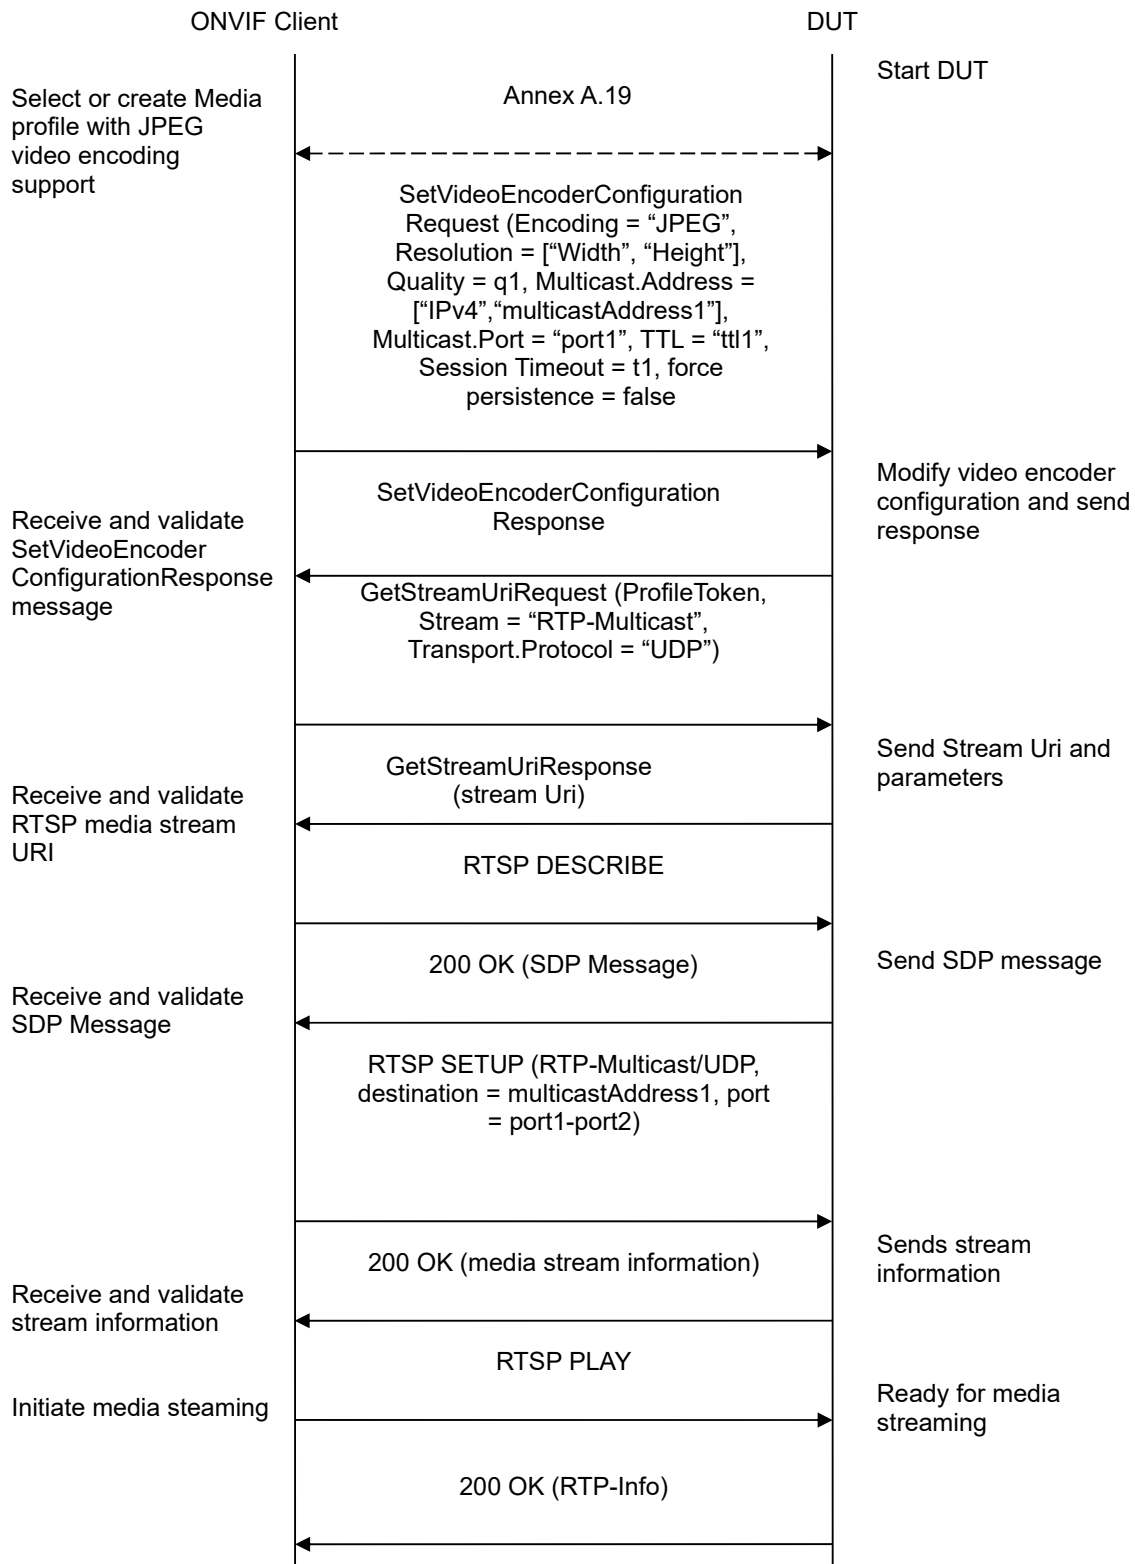 ONVIF Client
DUT
Start DUT
Select or create Media
profile with JPEG
video encoding
support
Annex A.19
SetVideoEncoderConfiguration
Request (Encoding = “JPEG”,
Resolution = [“Width”, “Height”],
Quality = q1, Multicast.Address =
[“IPv4”,“multicastAddress1”],
Multicast.Port = “port1”, TTL = “ttl1”,
Session Timeout = t1, force
persistence = false
Modify video encoder
configuration and send
response
SetVideoEncoderConfiguration
Response
Receive and validate
SetVideoEncoder
ConfigurationResponse
message
GetStreamUriRequest (ProfileToken,
Stream = “RTP-Multicast”,
Transport.Protocol = “UDP”)
Send Stream Uri and
parameters
GetStreamUriResponse
(stream Uri)
Receive and validate
RTSP media stream
URI
RTSP DESCRIBE
200 OK (SDP Message)
Send SDP message
Receive and validate
SDP Message
RTSP SETUP (RTP-Multicast/UDP,
destination = multicastAddress1, port
= port1-port2)
Sends stream
information
200 OK (media stream information)
Receive and validate
stream information
RTSP PLAY
Initiate media steaming
Ready for media
streaming
200 OK (RTP-Info)